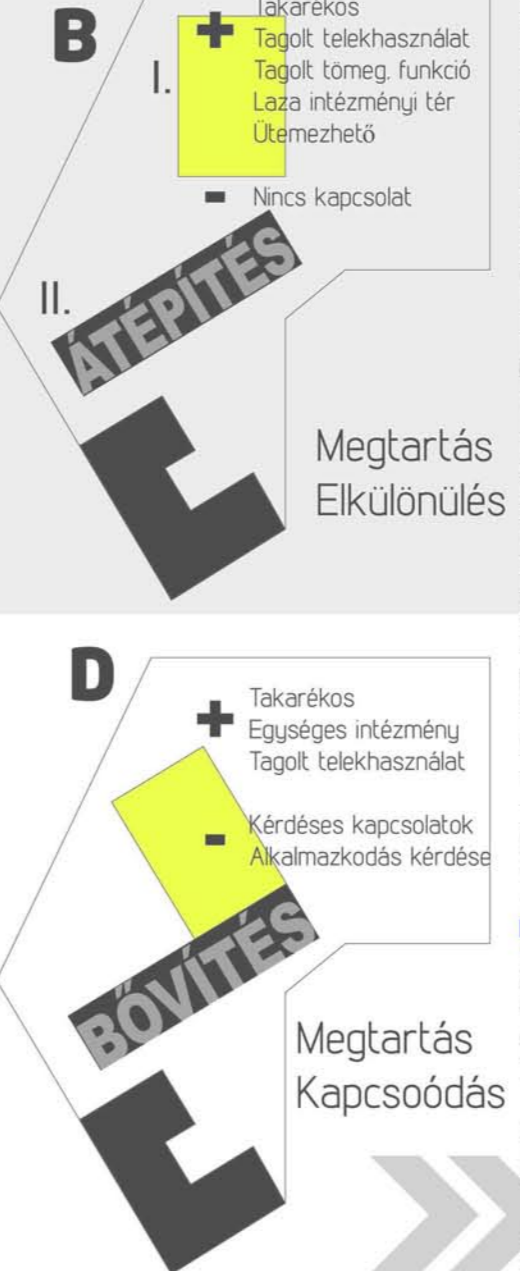 B
Takarékos
+
Tagolt telekhasználat
I.
Tagolt tömeg. funkció
Laza intézményi tér
Ütemezhető
- Nincs kapcsolat
II.
ÁTÉPÍTÉS
Megtartás
Elkülönülés
D
+
Takarékos
Egységes intézmény
Tagolt telekhasználat
-
Kérdéses kapcsolatok
Alkalmazkodás kérdése
BŐVÍTÉS
Megtartás
Kapcsoódás